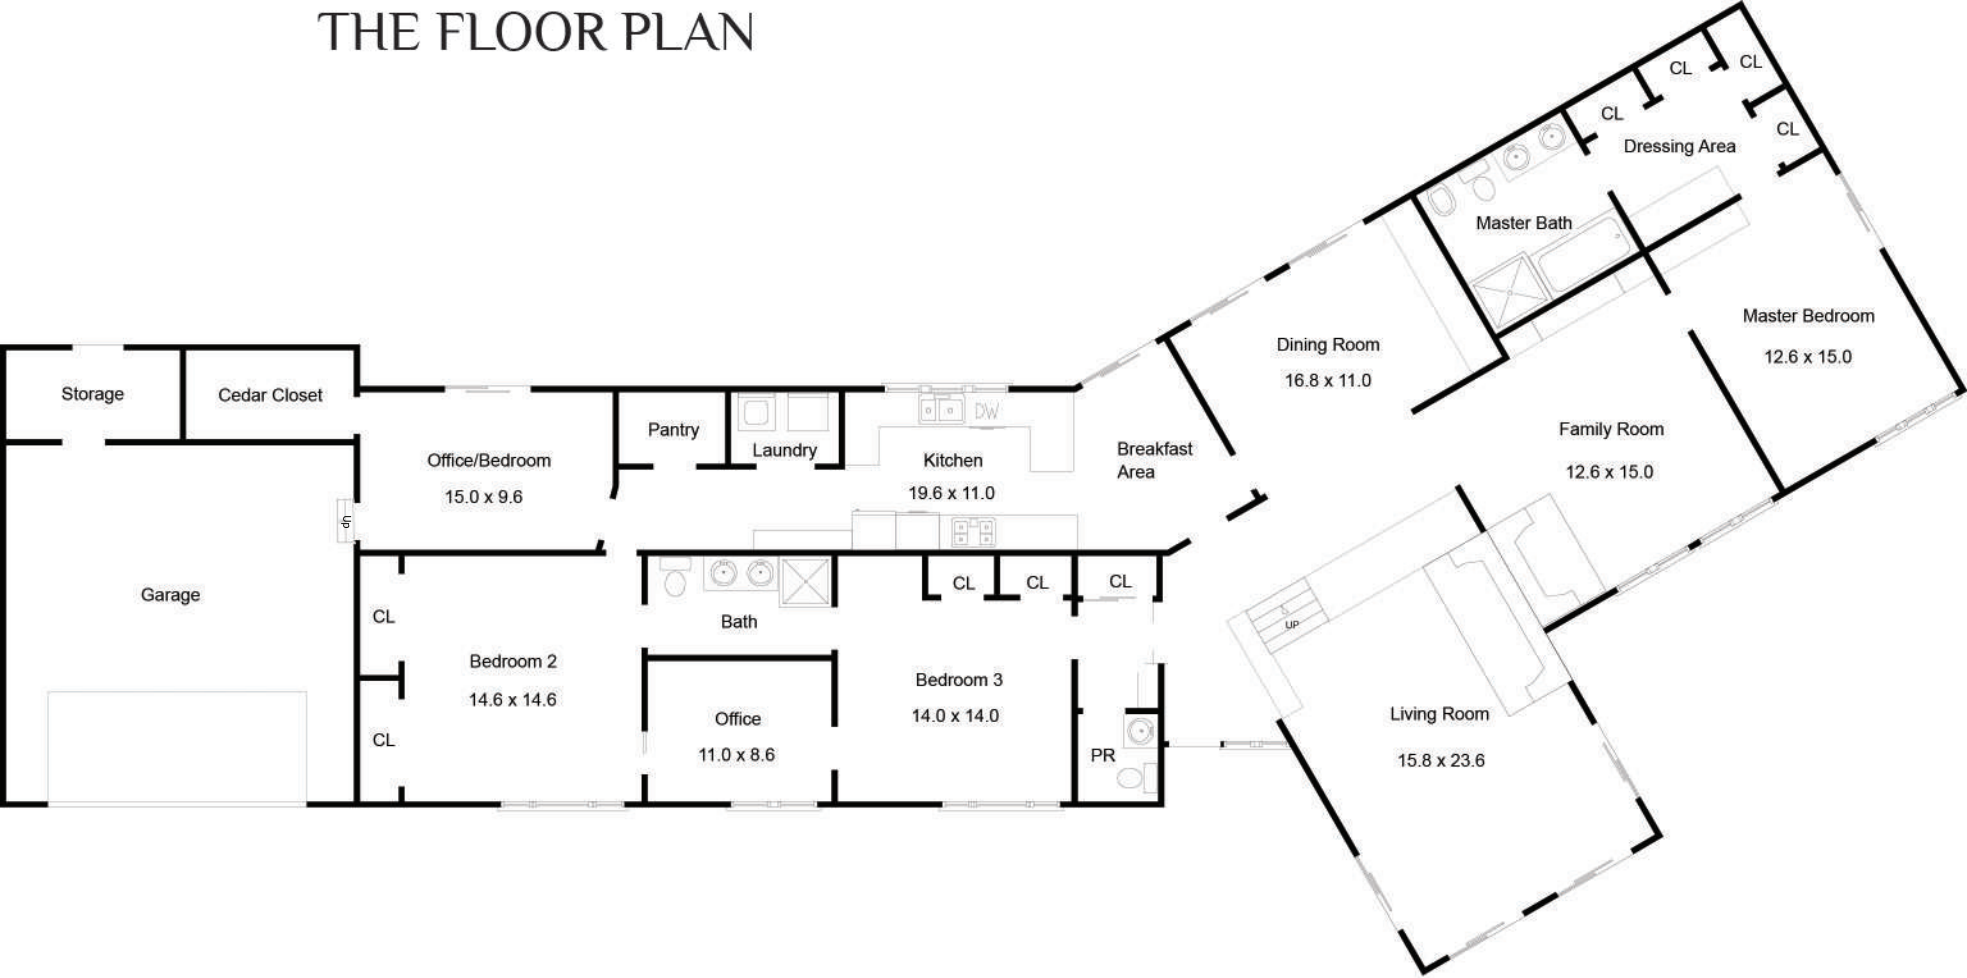 THE FLOOR PLAN
CL
CL
CL
CL
Dressing Area
Master Bath
Master Bedroom
12.6 x 15.0
Dining Room
16.8 x 11.0
Family Room
12.6 x 15.0
Storage
Cedar Closet
Office/Bedroom
15.0 x 9.6
Pantry
Laundry
DW
Kitchen
19.6 x 11.0
Breakfast
Area
Up
Garage
CL
CL
Bedroom 2
14.6 x 14.6
Bath
Office
11.0 x 8.6
CL
CL
CL
Bedroom 3
14.0 x 14.0
PR
UP
Living Room
15.8 x 23.6